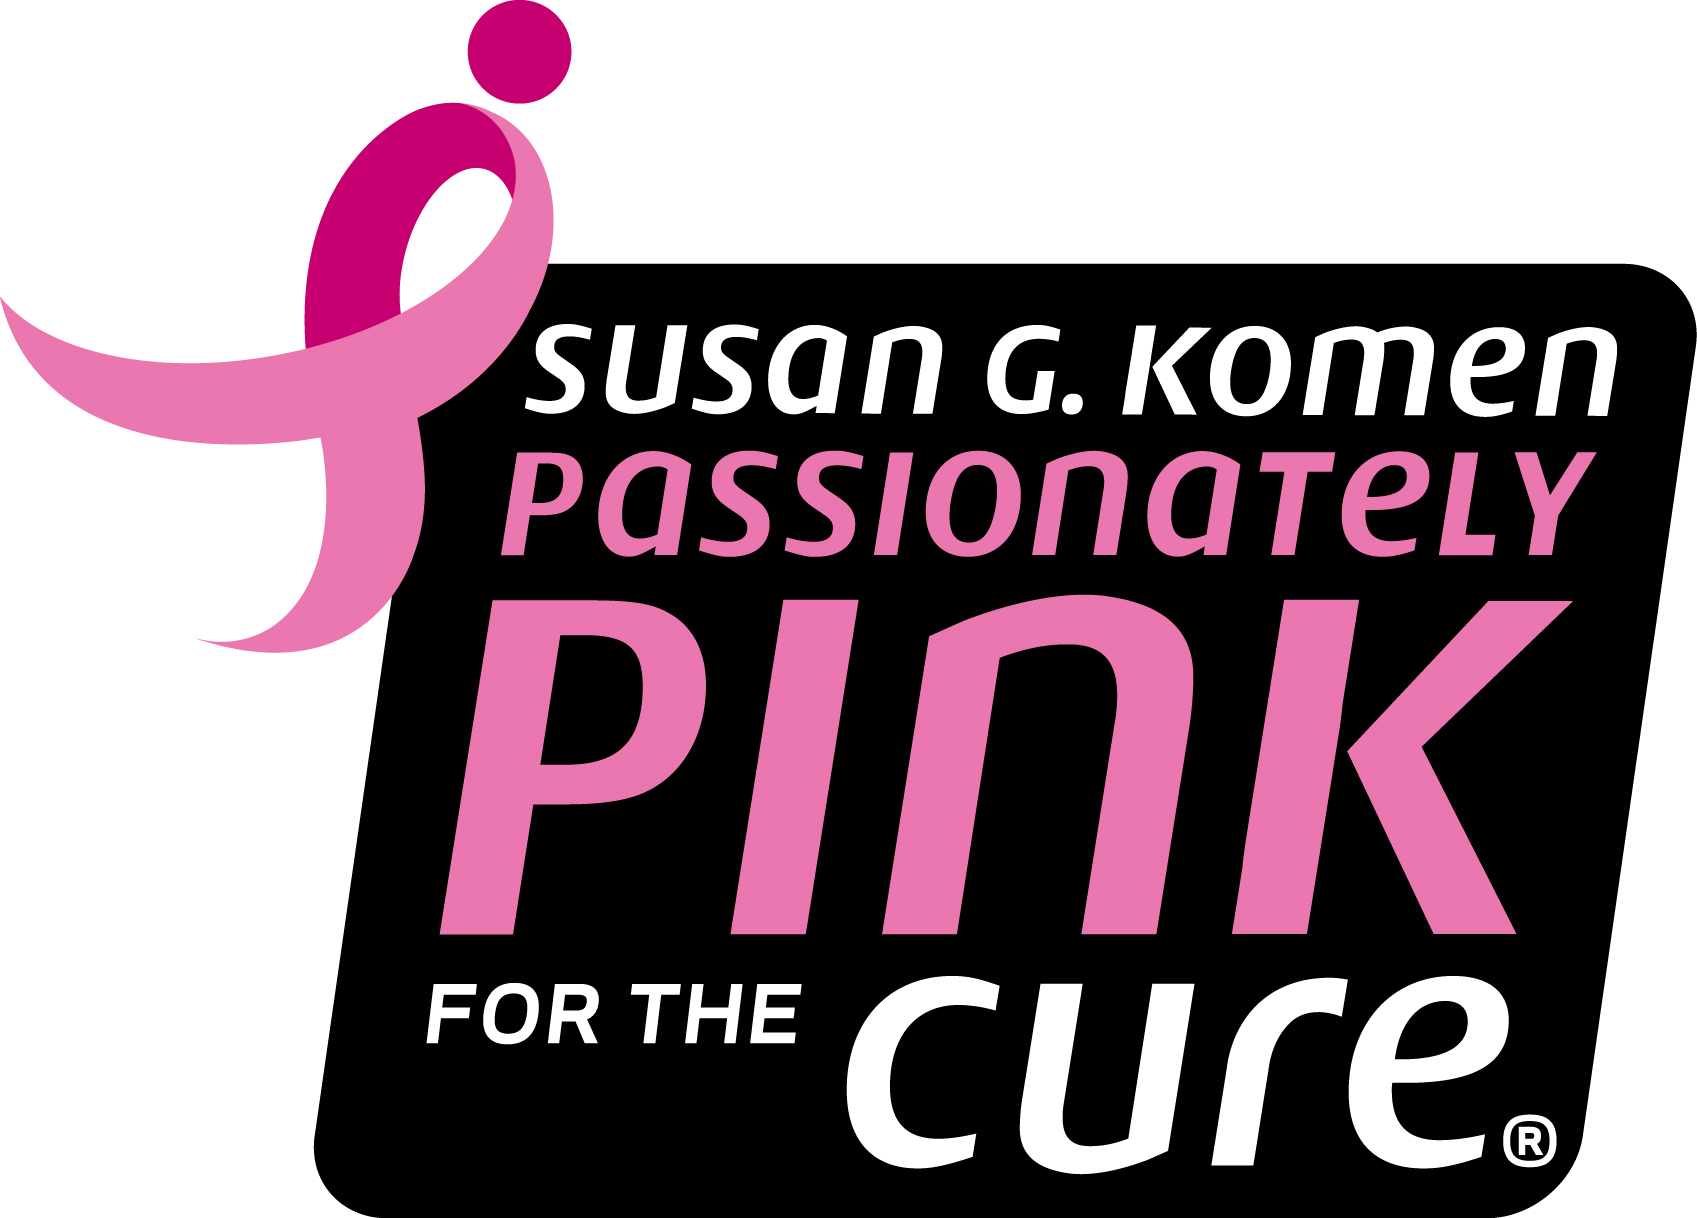 SUSAN G. KOMEN
PASSIONATELY
PINK
FOR THE CURE®